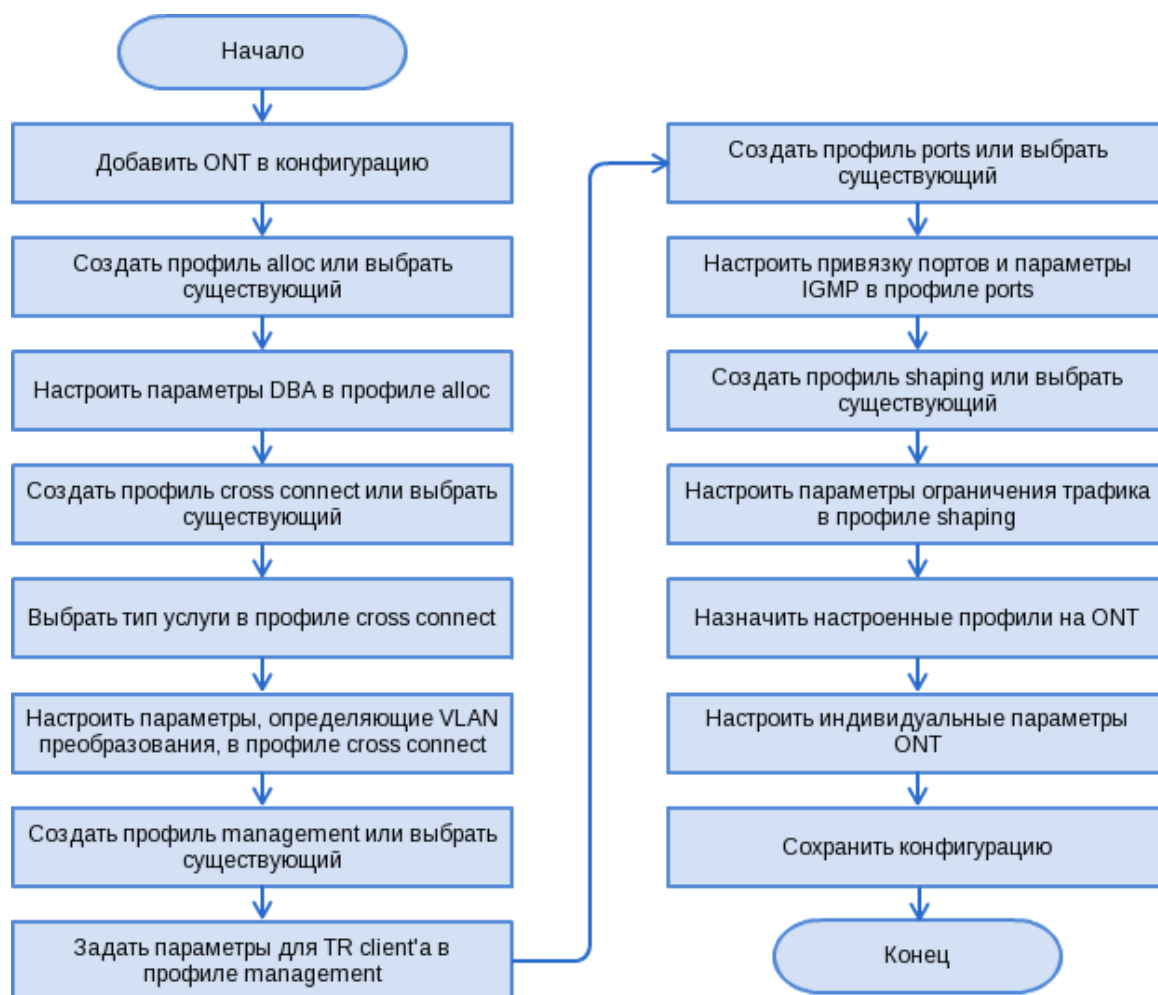 Начало
Добавить ONT в конфигурацию
Создать профиль alloc или выбрать
существующий
Настроить параметры DBA в профиле alloc
Создать профиль cross connect или выбрать
существующий
Выбрать тип услуги в профиле cross connect
Настроить параметры, определяющие VLAN
преобразования, в профиле cross connect
Создать профиль management или выбрать
существующий
Задать параметры для TR client'а в
профиле management
Создать профиль ports или выбрать
существующий
Настроить привязку портов и параметры
IGMP в профиле ports
Создать профиль shaping или выбрать
существующий
Настроить параметры ограничения трафика
в профиле shaping
Назначить настроенные профили на ONT
Настроить индивидуальные параметры
ONT
Сохранить конфигурацию
Конец